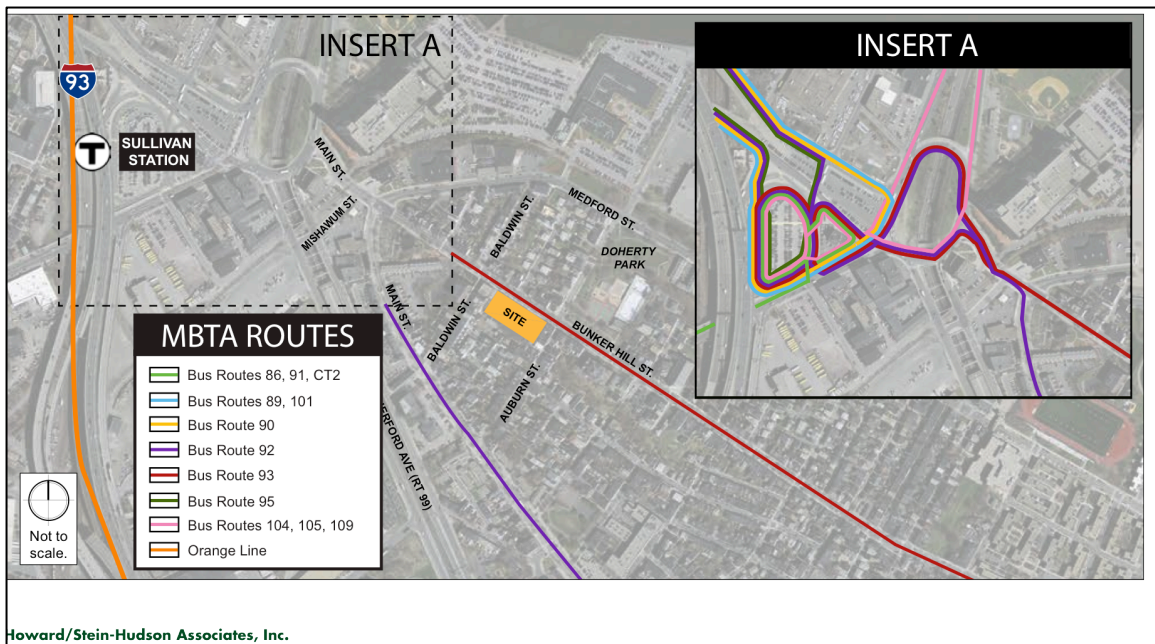 INSERT A
INSERT A
93
T
SULLIVAN
STATION
MAIN ST.
MISHAWUM ST.
BALDWIN ST.
MEDFORD ST.
DOHERTY
PARK
MAIN ST.
BALDWIN ST.
SITE
BUNKER HILL ST.
AUBURN ST.
ERFORD AVE (RT 99)
MBTA ROUTES
Bus Routes 86, 91, CT2
Bus Routes 89, 101
Bus Route 90
Bus Route 92
Bus Route 93
Bus Route 95
Bus Routes 104, 105, 109
Orange Line
Not to
scale.
Howard/Stein-Hudson Associates, Inc.